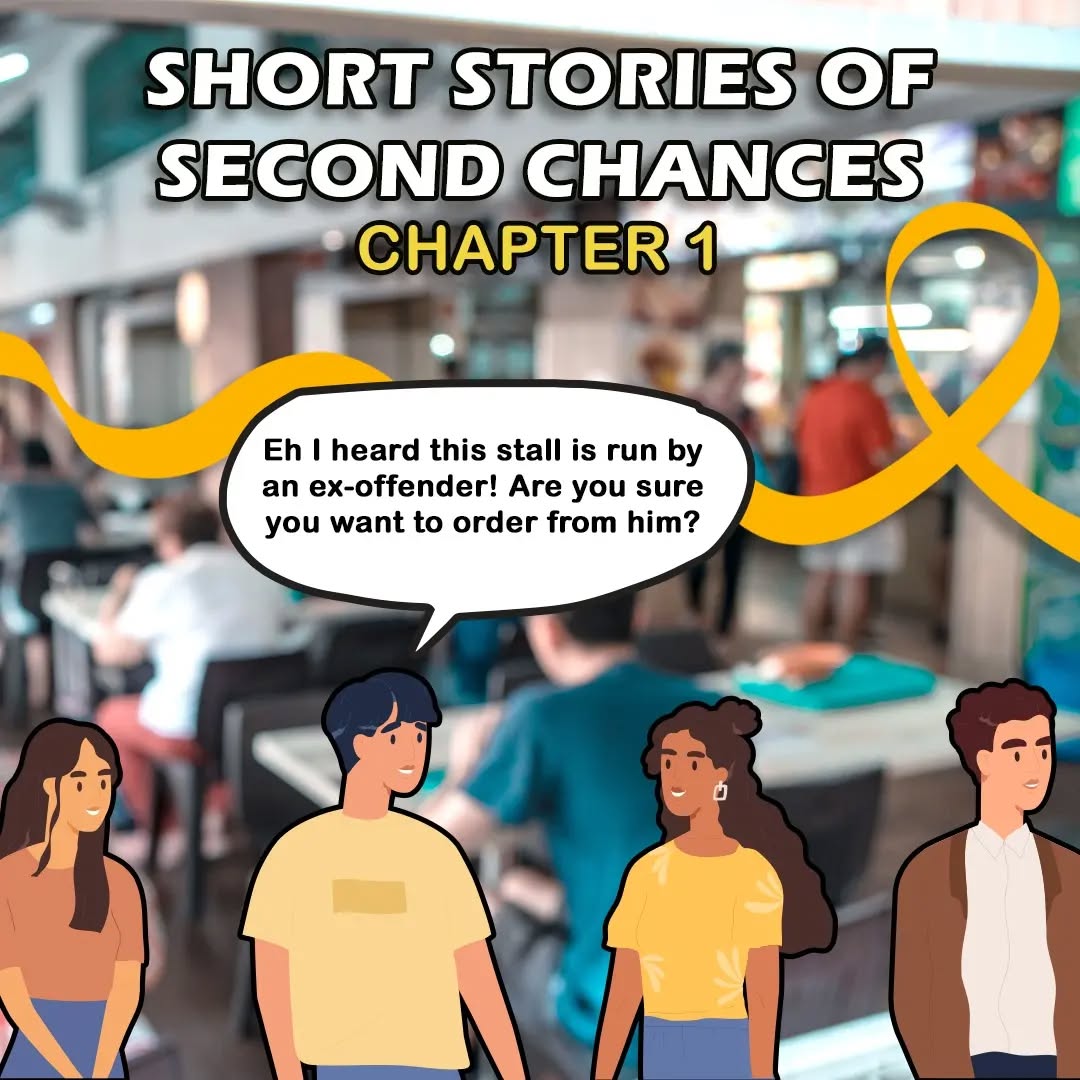 SHORT STORIES OF
SECOND CHANCES
CHAPTER 1
Eh I heard this stall is run by
an ex-offender! Are you sure
you want to order from him?